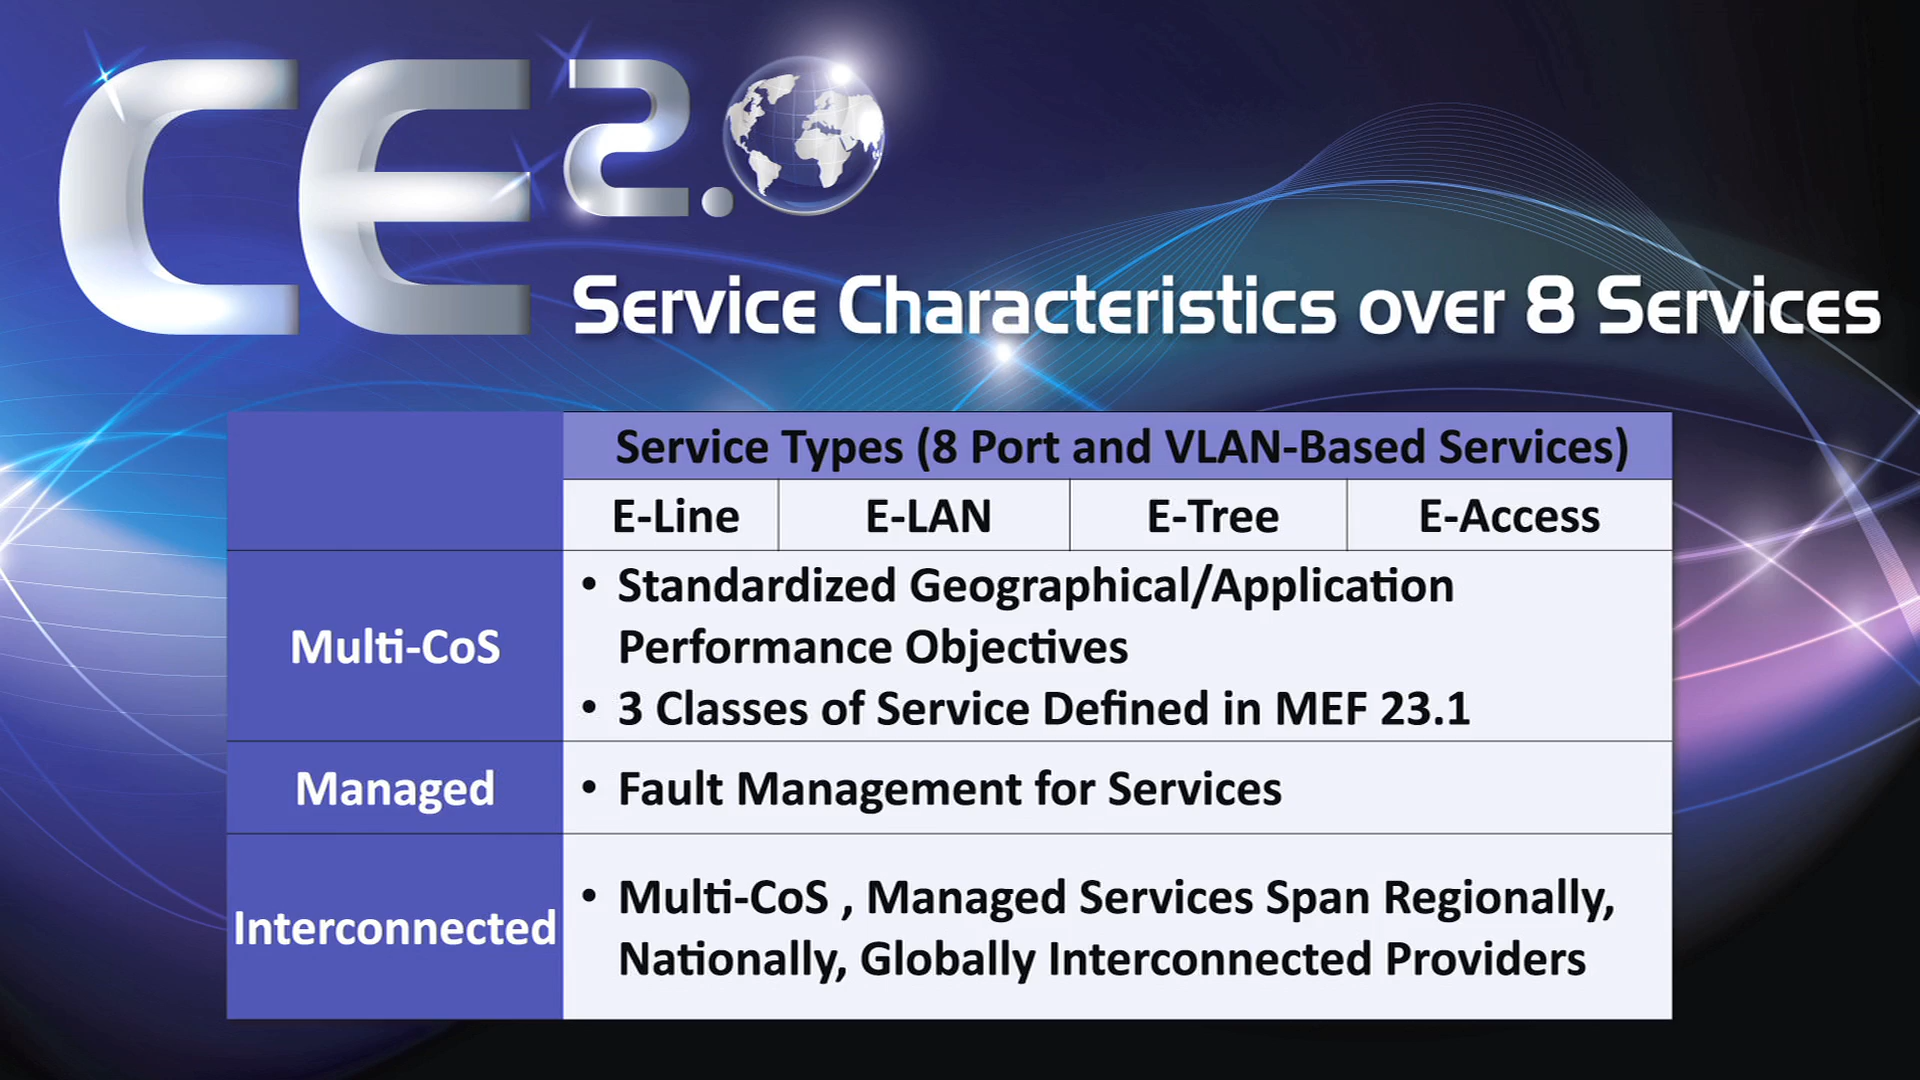 CE 2.0
Service Characteristics over 8 Services
Service Types (8 Port and VLAN-Based Services)
E-Line E-LAN E-Tree E-Access
Multi-CoS
• Standardized Geographical/Application
Performance Objectives
• 3 Classes of Service Defined in MEF 23.1
Managed
• Fault Management for Services
Interconnected
• Multi-CoS , Managed Services Span Regionally,
Nationally, Globally Interconnected Providers